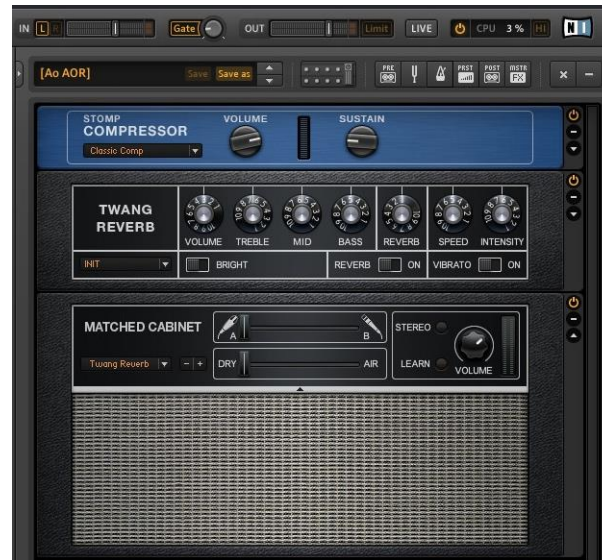 IN L R Gate OUT Limit LIVE CPU 3 % HI NI
[Ao AOR] Save Save as PRE PRST POST MSTR FX × −
STOMP
COMPRESSOR
VOLUME SUSTAIN
Classic Comp
TWANG
REVERB
VOLUME TREBLE MID BASS REVERB SPEED INTENSITY
INIT BRIGHT REVERB ON VIBRATO ON
MATCHED CABINET
A B
STEREO
Twang Reverb − +
DRY AIR
LEARN
VOLUME